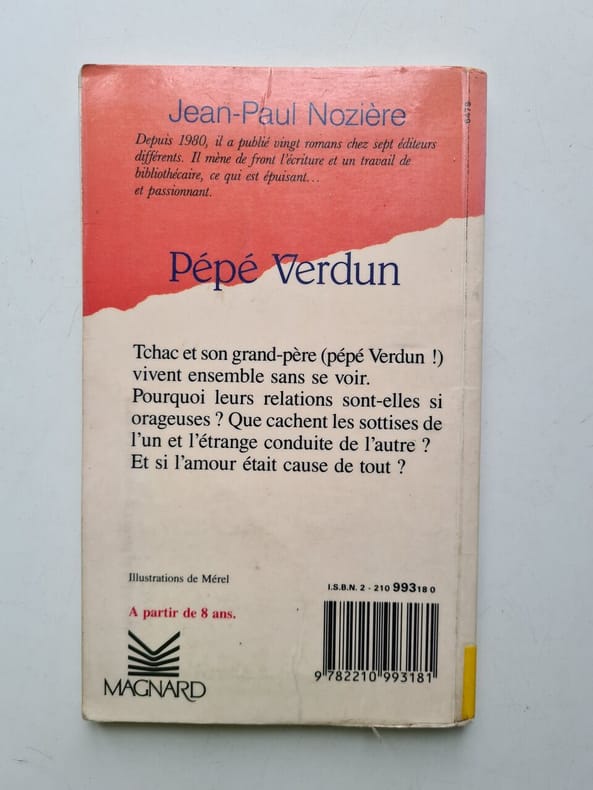 Jean-Paul Nozière
Depuis 1980, il a publié vingt romans chez sept éditeurs
différents. Il mène de front l'écriture et un travail de
bibliothécaire, ce qui est épuisant...
et passionnant.
Pépé Verdun
Tchac et son grand-père (pépé Verdun !)
vivent ensemble sans se voir.
Pourquoi leurs relations sont-elles si
orageuses ? Que cachent les sottises de
l'un et l'étrange conduite de l'autre ?
Et si l'amour était cause de tout ?
Illustrations de Mérel
I.S.B.N. 2 - 210 99318 0
A partir de 8 ans.
9 782210 993181
MAGNARD
6478